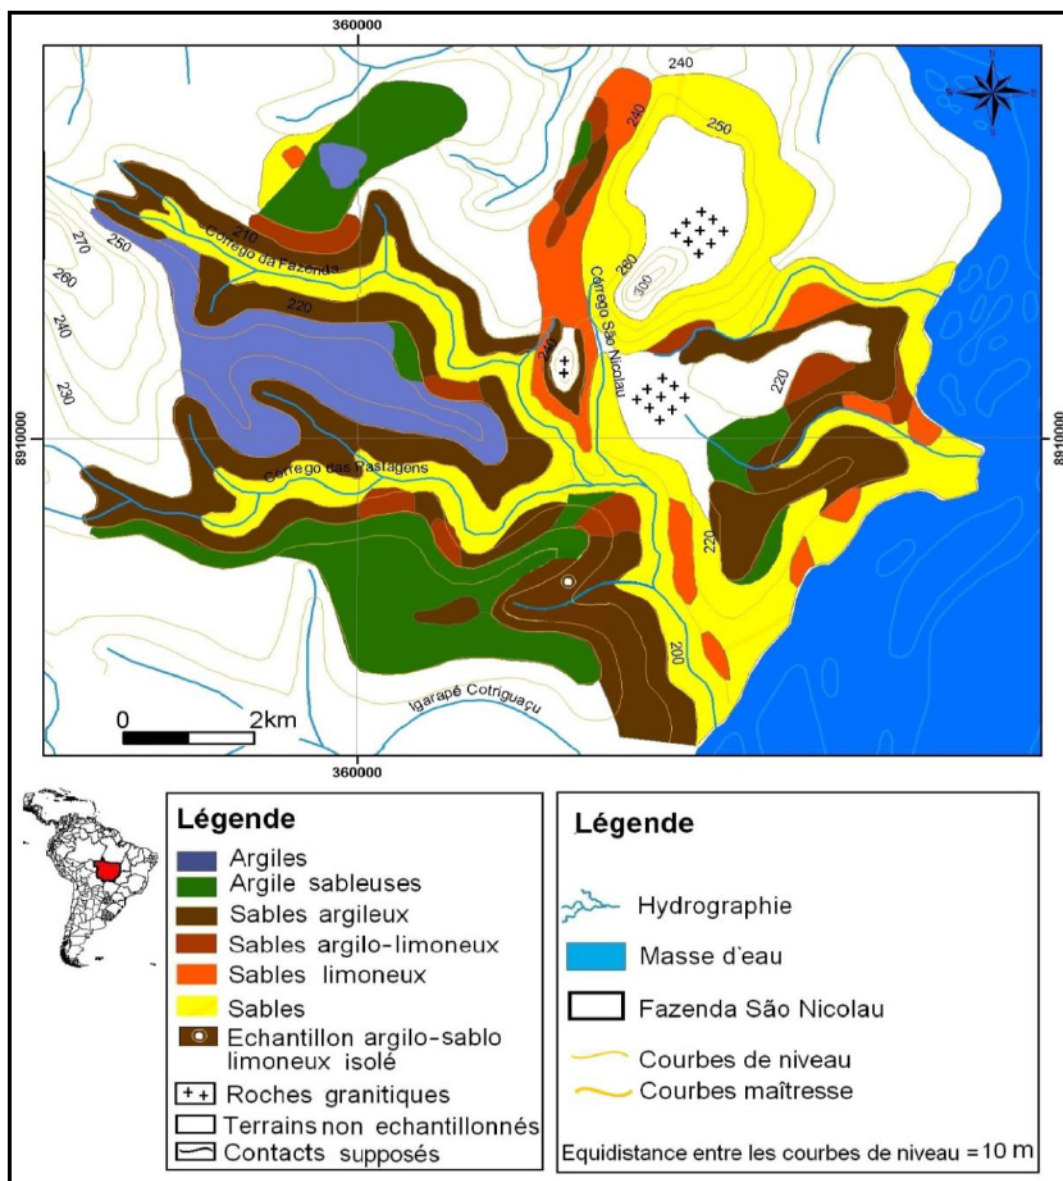 360000
240
240
250
N
W
E
S
270
250
260
240
230
210
Córrego da Fazenda
220
260
300
Córrego São Nicolau
240
220
8910000
8910000
Córrego das Pastagens
220
200
Igarapé Cotriguaçu
0 2km
360000
Légende
Argiles
Argile sableuses
Sables argileux
Sables argilo-limoneux
Sables limoneux
Sables
Echantillon argilo-sablo
limoneux isolé
Roches granitiques
Terrains non echantillonnés
Contacts supposés
Légende
Hydrographie
Masse d'eau
Fazenda São Nicolau
Courbes de niveau
Courbes maîtresse
Equidistance entre les courbes de niveau = 10 m